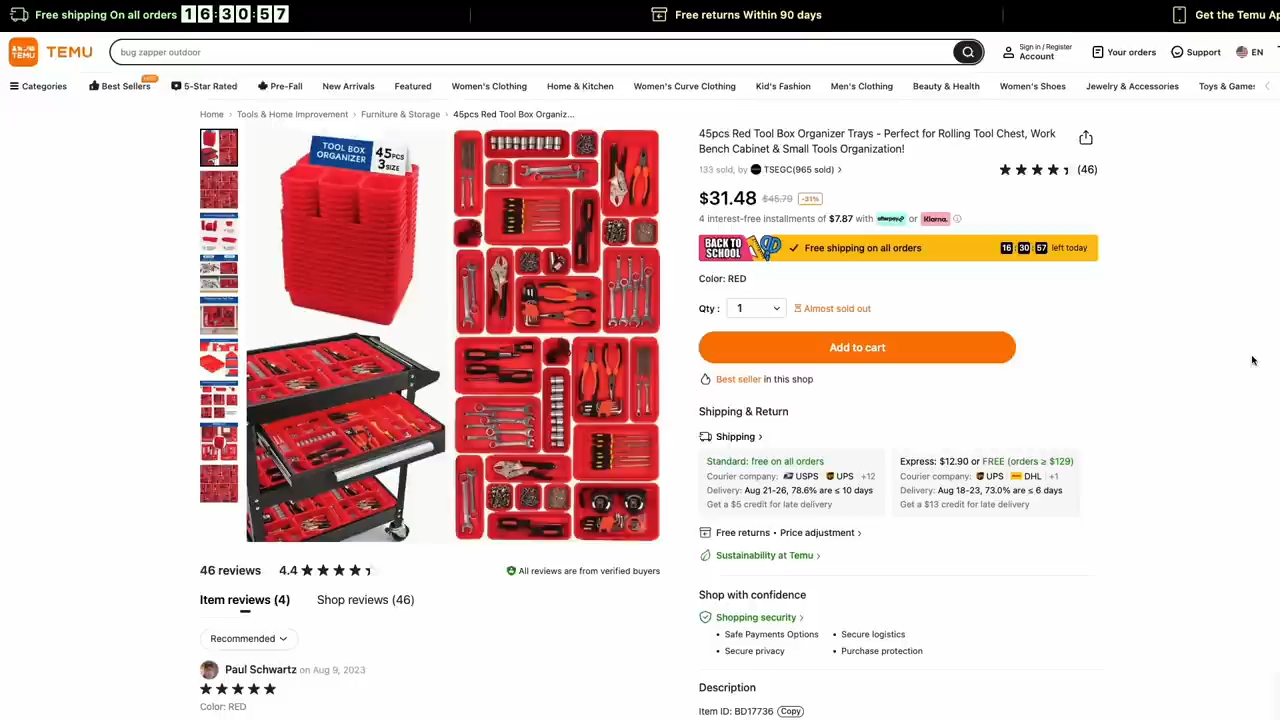 Free shipping On all orders 16:30:57
Free returns Within 90 days
Get the Temu Ap
TEMU
TEMU
bug zapper outdoor
Sign in / Register
Account
Your orders
Support
EN
Categories
Best Sellers
HOT
5-Star Rated
Pre-Fall
New Arrivals
Featured
Women's Clothing
Home & Kitchen
Women's Curve Clothing
Kid's Fashion
Men's Clothing
Beauty & Health
Women's Shoes
Jewelry & Accessories
Toys & Games
Home › Tools & Home Improvement › Furniture & Storage › 45pcs Red Tool Box Organiz...
TOOL BOX
ORGANIZER
45PCS
3SIZE
45pcs Red Tool Box Organizer Trays - Perfect for Rolling Tool Chest, Work
Bench Cabinet & Small Tools Organization!
133 sold, by TSEGC(965 sold) ›
(46)
$31.48 $45.79 -31%
4 interest-free installments of $7.87 with afterpay or Klarna.
BACK TO
SCHOOL
Free shipping on all orders
16:30:57 left today
Color: RED
Qty : 1
Almost sold out
Add to cart
Best seller in this shop
Shipping & Return
Shipping ›
Standard: free on all orders
Courier company: USPS UPS +12
Delivery: Aug 21-26, 78.6% are ≤ 10 days
Get a $5 credit for late delivery
Express: $12.90 or FREE (orders ≥ $129)
Courier company: UPS DHL +1
Delivery: Aug 18-23, 73.0% are ≤ 6 days
Get a $13 credit for late delivery
Free returns • Price adjustment ›
Sustainability at Temu ›
Shop with confidence
Shopping security ›
• Safe Payments Options
• Secure logistics
• Secure privacy
• Purchase protection
Description
Item ID: BD17736 Copy
46 reviews 4.4
All reviews are from verified buyers
Item reviews (4)
Shop reviews (46)
Recommended
Paul Schwartz on Aug 9, 2023
Color: RED